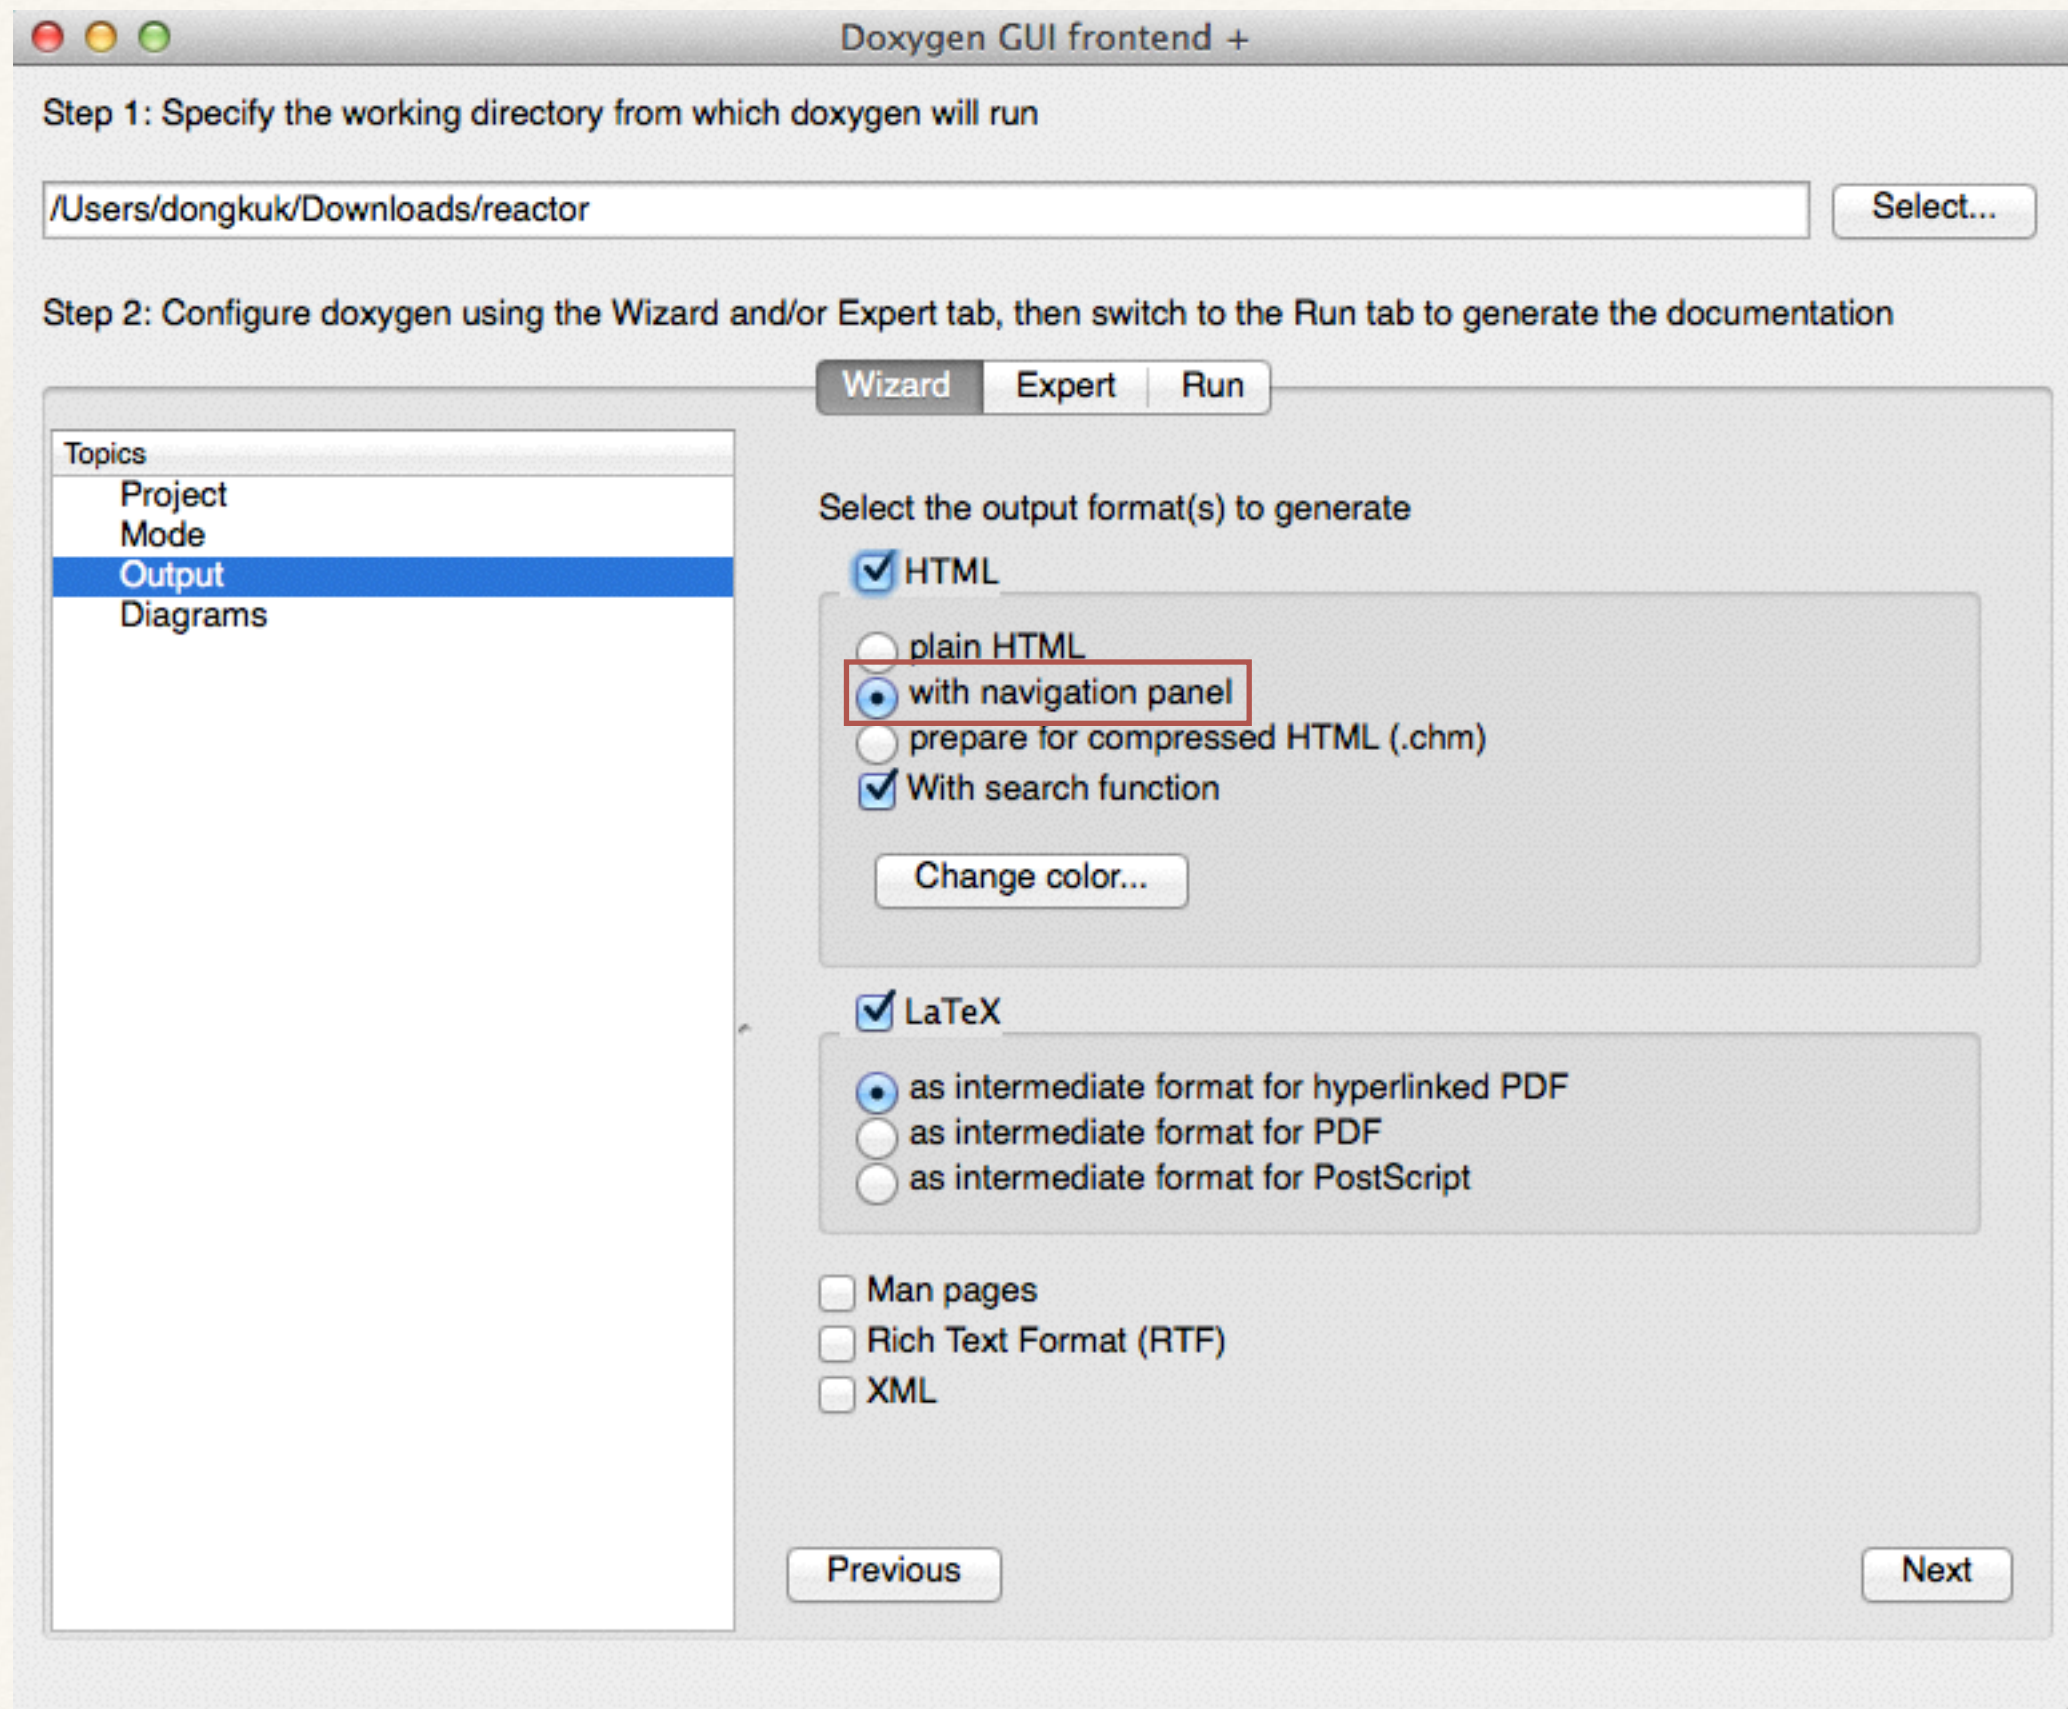 Doxygen GUI frontend +
Step 1: Specify the working directory from which doxygen will run
/Users/dongkuk/Downloads/reactor
Select...
Step 2: Configure doxygen using the Wizard and/or Expert tab, then switch to the Run tab to generate the documentation
Wizard Expert Run
Topics
Project
Mode
Output
Diagrams
Select the output format(s) to generate
HTML
plain HTML
with navigation panel
prepare for compressed HTML (.chm)
With search function
Change color...
LaTeX
as intermediate format for hyperlinked PDF
as intermediate format for PDF
as intermediate format for PostScript
Man pages
Rich Text Format (RTF)
XML
Previous
Next